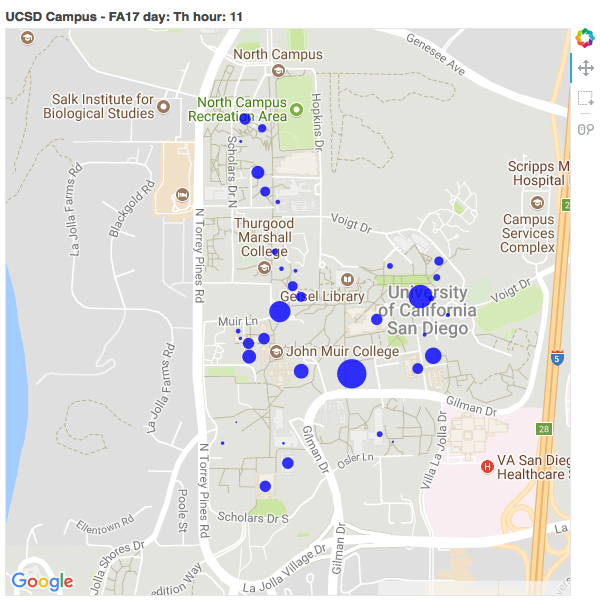 UCSD Campus - FA17 day: Th hour: 11
Genesee Ave
North Campus
Salk Institute for
Biological Studies
North Campus
Recreation Area
Hopkins Dr
Scholars Dr N
Scripps M
Hospital
La Jolla Farms Rd
Blackgold Rd
N Torrey Pines Rd
Voigt Dr
Campus
Services
Complex
Thurgood
Marshall
College
Geisel Library
University
of California
San Diego
Voigt Dr
Muir Ln
John Muir College
La Jolla Farms Rd
5
Gilman Dr
28
Gilman Dr
Villa La Jolla Dr
Osler Ln
N Torrey Pines Rd
H
VA San Dieg
Healthcare S
Poole St
Ellentown Rd
Scholars Dr S
La
La Jolla Shores Dr
Gilman Dr
La Jolla Village Dr
edition Way
Google